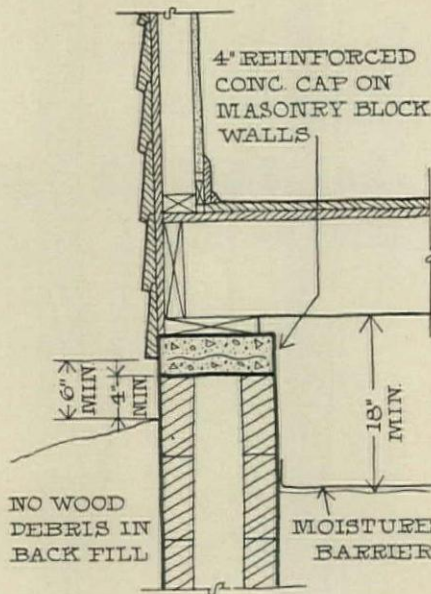 4" REINFORCED
CONC. CAP ON
MASONRY BLOCK
WALLS
6" MIN.
4" MIN.
18" MIN.
NO WOOD
DEBRIS IN
BACK FILL
MOISTURE
BARRIER